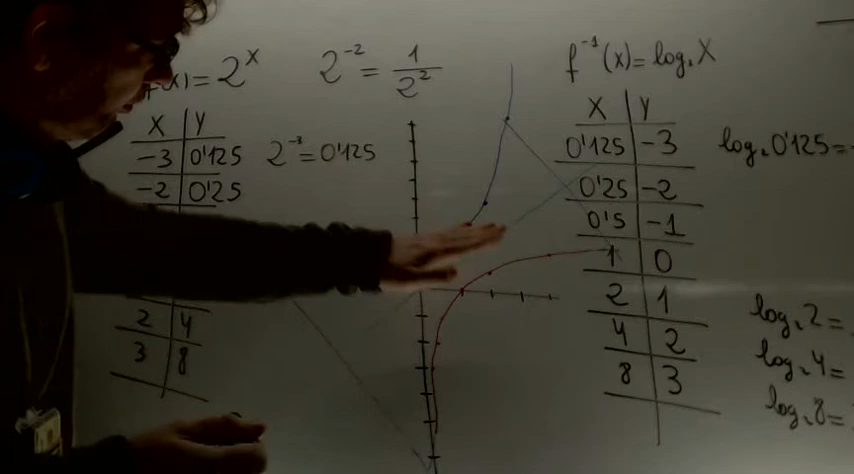 f(x) = 2^x
2^-2 = 1/2^2
f^-1(x) = log₂ X
X Y
-3 0'125
-2 0'25
2 4
3 8
2^-3 = 0'125
X Y
0'125 -3
0'25 -2
0'5 -1
1 0
2 1
4 2
8 3
log₂ 0'125 =
log₂ 2 =
log₂ 4 =
log₂ 8 =